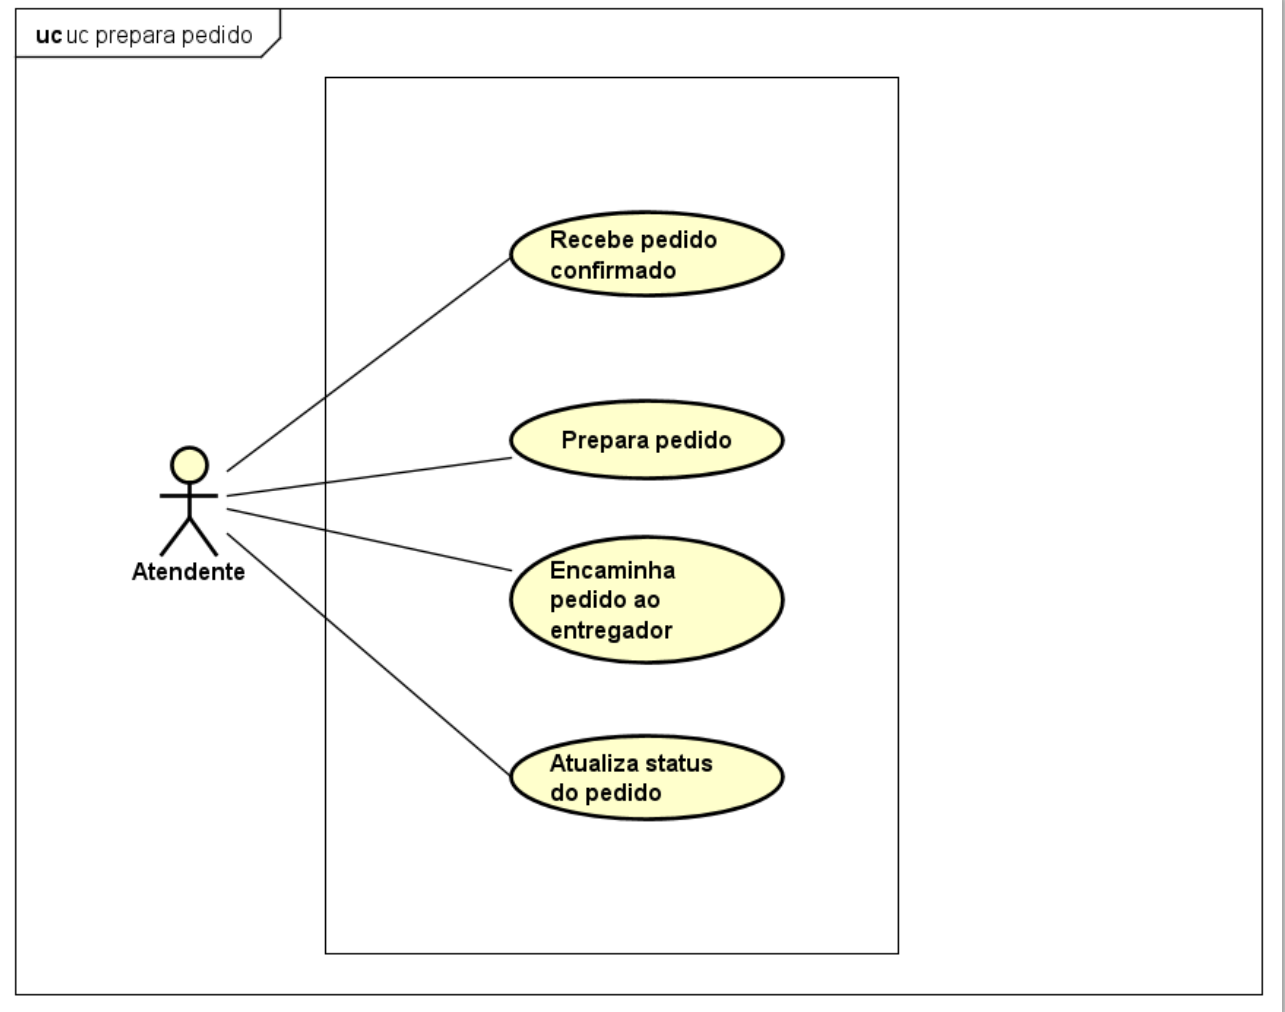 uc uc prepara pedido
Recebe pedido
confirmado
Prepara pedido
Encaminha
pedido ao
entregador
Atendente
Atualiza status
do pedido